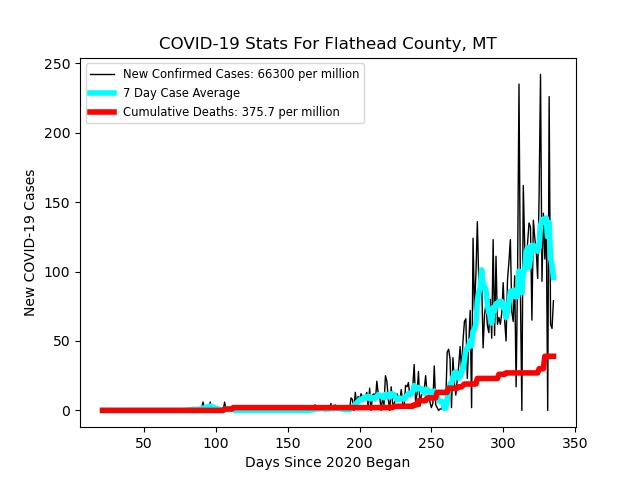 COVID-19 Stats For Flathead County, MT
New Confirmed Cases: 66300 per million
7 Day Case Average
Cumulative Deaths: 375.7 per million
New COVID-19 Cases
250
200
150
100
50
0
50 100 150 200 250 300 350
Days Since 2020 Began